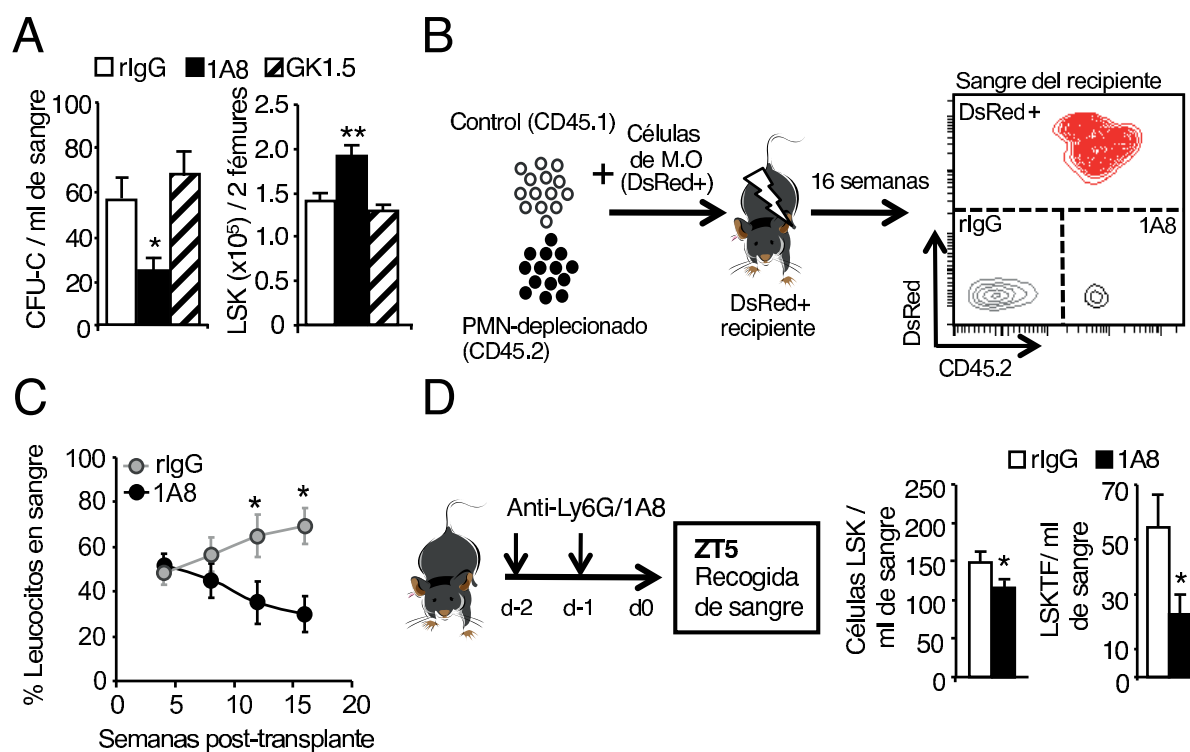 A
rIgG 1A8 GK1.5
CFU-C / ml de sangre
100
80
60
40
20
0
*
LSK (x10⁵) / 2 fémures
2.5
2.0
1.5
1.0
0.5
0
**
B
Control (CD45.1)
+
Células
de M.O
(DsRed+)
PMN-deplecionado
(CD45.2)
DsRed+
recipiente
16 semanas
Sangre del recipiente
DsRed+
rIgG
1A8
DsRed
CD45.2
C
% Leucocitos en sangre
100
80
60
40
20
0
rIgG
1A8
* *
0 5 10 15 20
Semanas post-transplante
D
Anti-Ly6G/1A8
d-2 d-1 d0
ZT5
Recogida
de sangre
rIgG 1A8
Células LSK /
ml de sangre
250
200
150
100
50
0
*
LSKTF/ ml
de sangre
70
60
30
10
0
*